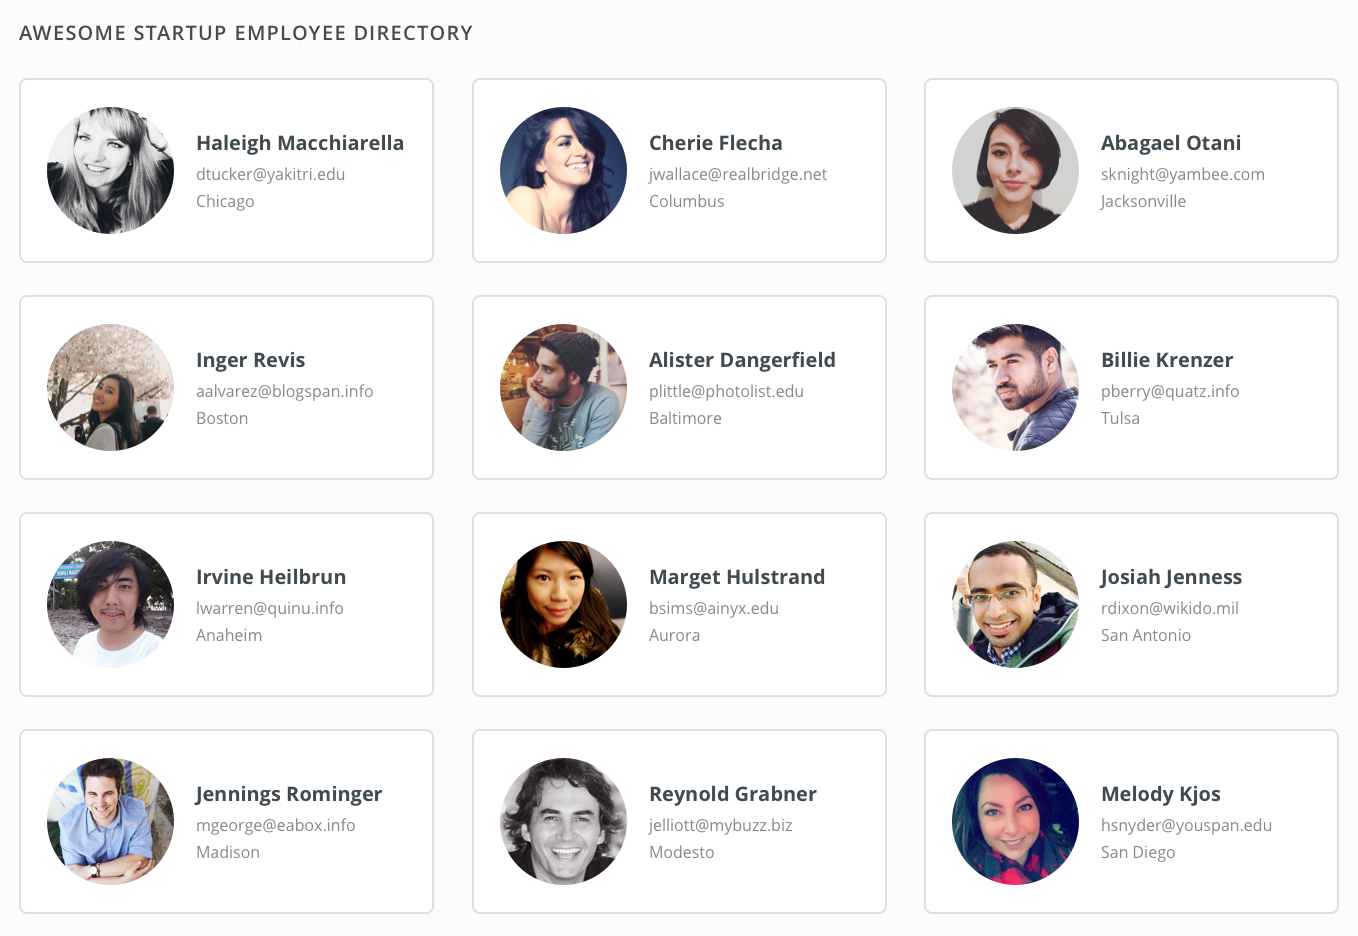 AWESOME STARTUP EMPLOYEE DIRECTORY
Haleigh Macchiarella
dtucker@yakitri.edu
Chicago
Cherie Flecha
jwallace@realbridge.net
Columbus
Abagael Otani
sknight@yambee.com
Jacksonville
Inger Revis
aalvarez@blogspan.info
Boston
Alister Dangerfield
plittle@photolist.edu
Baltimore
Billie Krenzer
pberry@quatz.info
Tulsa
Irvine Heilbrun
lwarren@quinu.info
Anaheim
Marget Hulstrand
bsims@ainyx.edu
Aurora
Josiah Jenness
rdixon@wikido.mil
San Antonio
Jennings Rominger
mgeorge@eabox.info
Madison
Reynold Grabner
jelliott@mybuzz.biz
Modesto
Melody Kjos
hsnyder@youspan.edu
San Diego